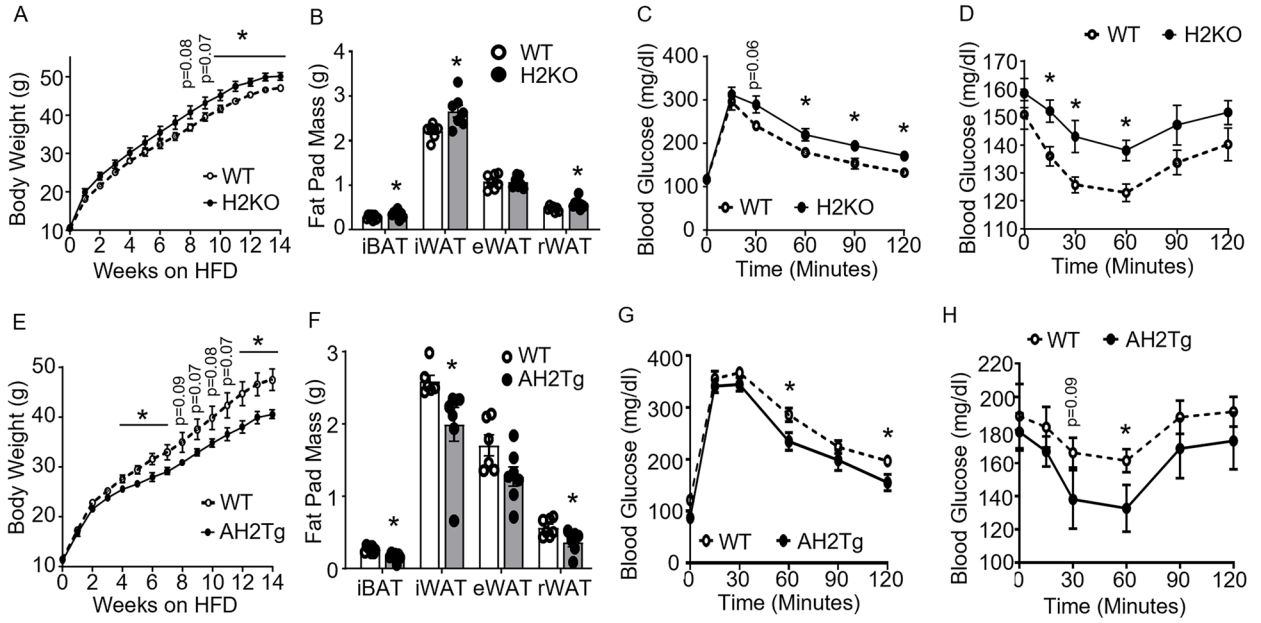 A
Body Weight (g)
50
40
30
20
10
0 2 4 6 8 10 12 14
Weeks on HFD
p=0.08
p=0.07
*
WT
H2KO
B
Fat Pad Mass (g)
4
3
2
1
0
iBAT iWAT eWAT rWAT
WT
H2KO
* * *
C
Blood Glucose (mg/dl)
400
300
200
100
0
0 30 60 90 120
Time (Minutes)
p=0.06
* * *
WT H2KO
D
WT H2KO
Blood Glucose (mg/dl)
170
160
150
140
130
120
110
0 30 60 90 120
Time (Minutes)
* * *
E
Body Weight (g)
50
40
30
20
10
0 2 4 6 8 10 12 14
Weeks on HFD
*
p=0.09
p=0.07
p=0.08
p=0.07
*
WT
AH2Tg
F
Fat Pad Mass (g)
3
2
1
0
iBAT iWAT eWAT rWAT
WT
AH2Tg
* * *
G
Blood Glucose (mg/dl)
400
300
200
100
0
0 30 60 90 120
Time (Minutes)
* *
WT AH2Tg
H
WT AH2Tg
Blood Glucose (mg/dl)
220
200
180
160
140
120
100
0 30 60 90 120
Time (Minutes)
p=0.09
*